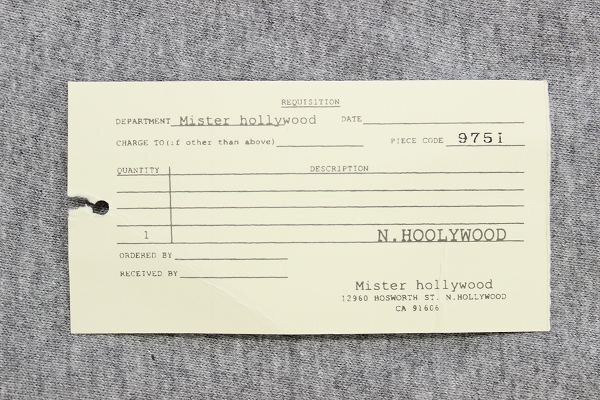 REQUISITION
DEPARTMENT Mister hollywood DATE
CHARGE TO(if other than above) PIECE CODE 9751
QUANTITY DESCRIPTION
1 N.HOOLYWOOD
ORDERED BY
RECEIVED BY
Mister hollywood
12960 BOSWORTH ST. N.HOLLYWOOD
CA 91606